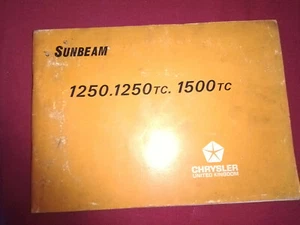 SUNBEAM
1250.1250TC. 1500TC
CHRYSLER
UNITED KINGDOM